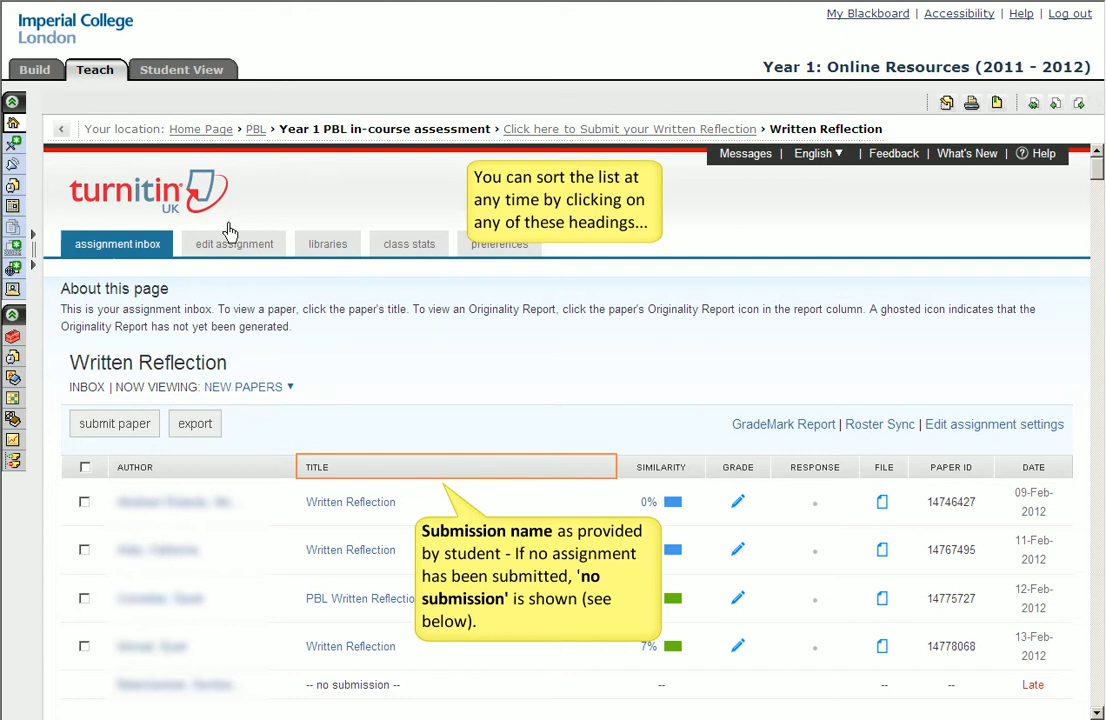 Imperial College
London
My Blackboard | Accessibility | Help | Log out
Build Teach Student View
Year 1: Online Resources (2011 - 2012)
Your location: Home Page › PBL › Year 1 PBL in-course assessment › Click here to Submit your Written Reflection › Written Reflection
Messages English ▼ | Feedback | What's New | ? Help
turnitin
UK
You can sort the list at
any time by clicking on
any of these headings...
assignment inbox edit assignment libraries class stats preferences
About this page
This is your assignment inbox. To view a paper, click the paper's title. To view an Originality Report, click the paper's Originality Report icon in the report column. A ghosted icon indicates that the
Originality Report has not yet been generated.
Written Reflection
INBOX | NOW VIEWING: NEW PAPERS ▼
submit paper export
GradeMark Report | Roster Sync | Edit assignment settings
AUTHOR TITLE SIMILARITY GRADE RESPONSE FILE PAPER ID DATE
Written Reflection 0% 14746427 09-Feb-
2012
Submission name as provided
by student - If no assignment
has been submitted, 'no
submission' is shown (see
below).
Written Reflection 14767495 11-Feb-
2012
PBL Written Reflectio 14775727 12-Feb-
2012
Written Reflection 7% 14778068 13-Feb-
2012
-- no submission -- -- -- -- Late